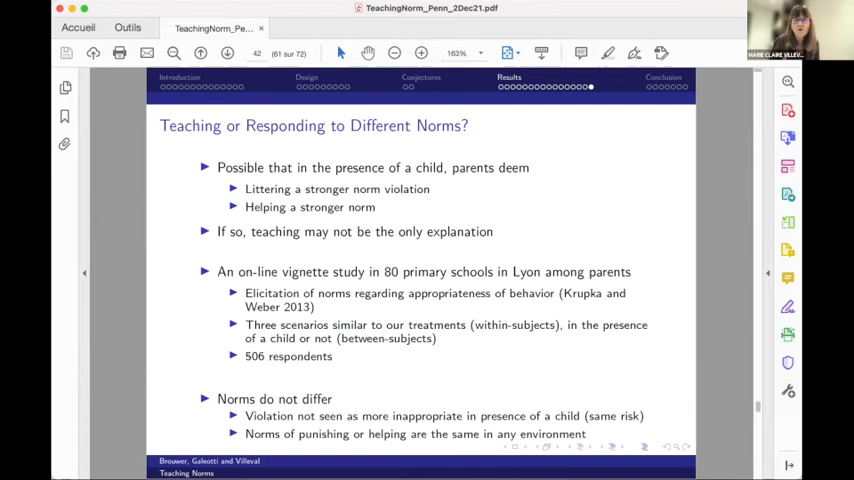 TeachingNorm_Penn_2Dec21.pdf
Accueil
Outils
TeachingNorm_Pe... ×
42
(61 sur 72)
163%
MARIE CLAIRE VILLEV...
Introduction
Design
Conjectures
Results
Conclusion
Teaching or Responding to Different Norms?
Possible that in the presence of a child, parents deem
Littering a stronger norm violation
Helping a stronger norm
If so, teaching may not be the only explanation
An on-line vignette study in 80 primary schools in Lyon among parents
Elicitation of norms regarding appropriateness of behavior (Krupka and
Weber 2013)
Three scenarios similar to our treatments (within-subjects), in the presence
of a child or not (between-subjects)
506 respondents
Norms do not differ
Violation not seen as more inappropriate in presence of a child (same risk)
Norms of punishing or helping are the same in any environment
Brouwer, Galeotti and Villeval
Teaching Norms